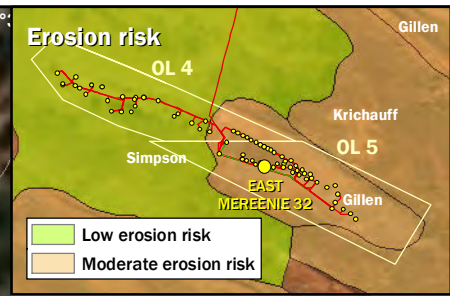 Gillen
Erosion risk
OL 4
Krichauff
OL 5
Simpson
EAST
MEREENIE 32
Gillen
Low erosion risk
Moderate erosion risk